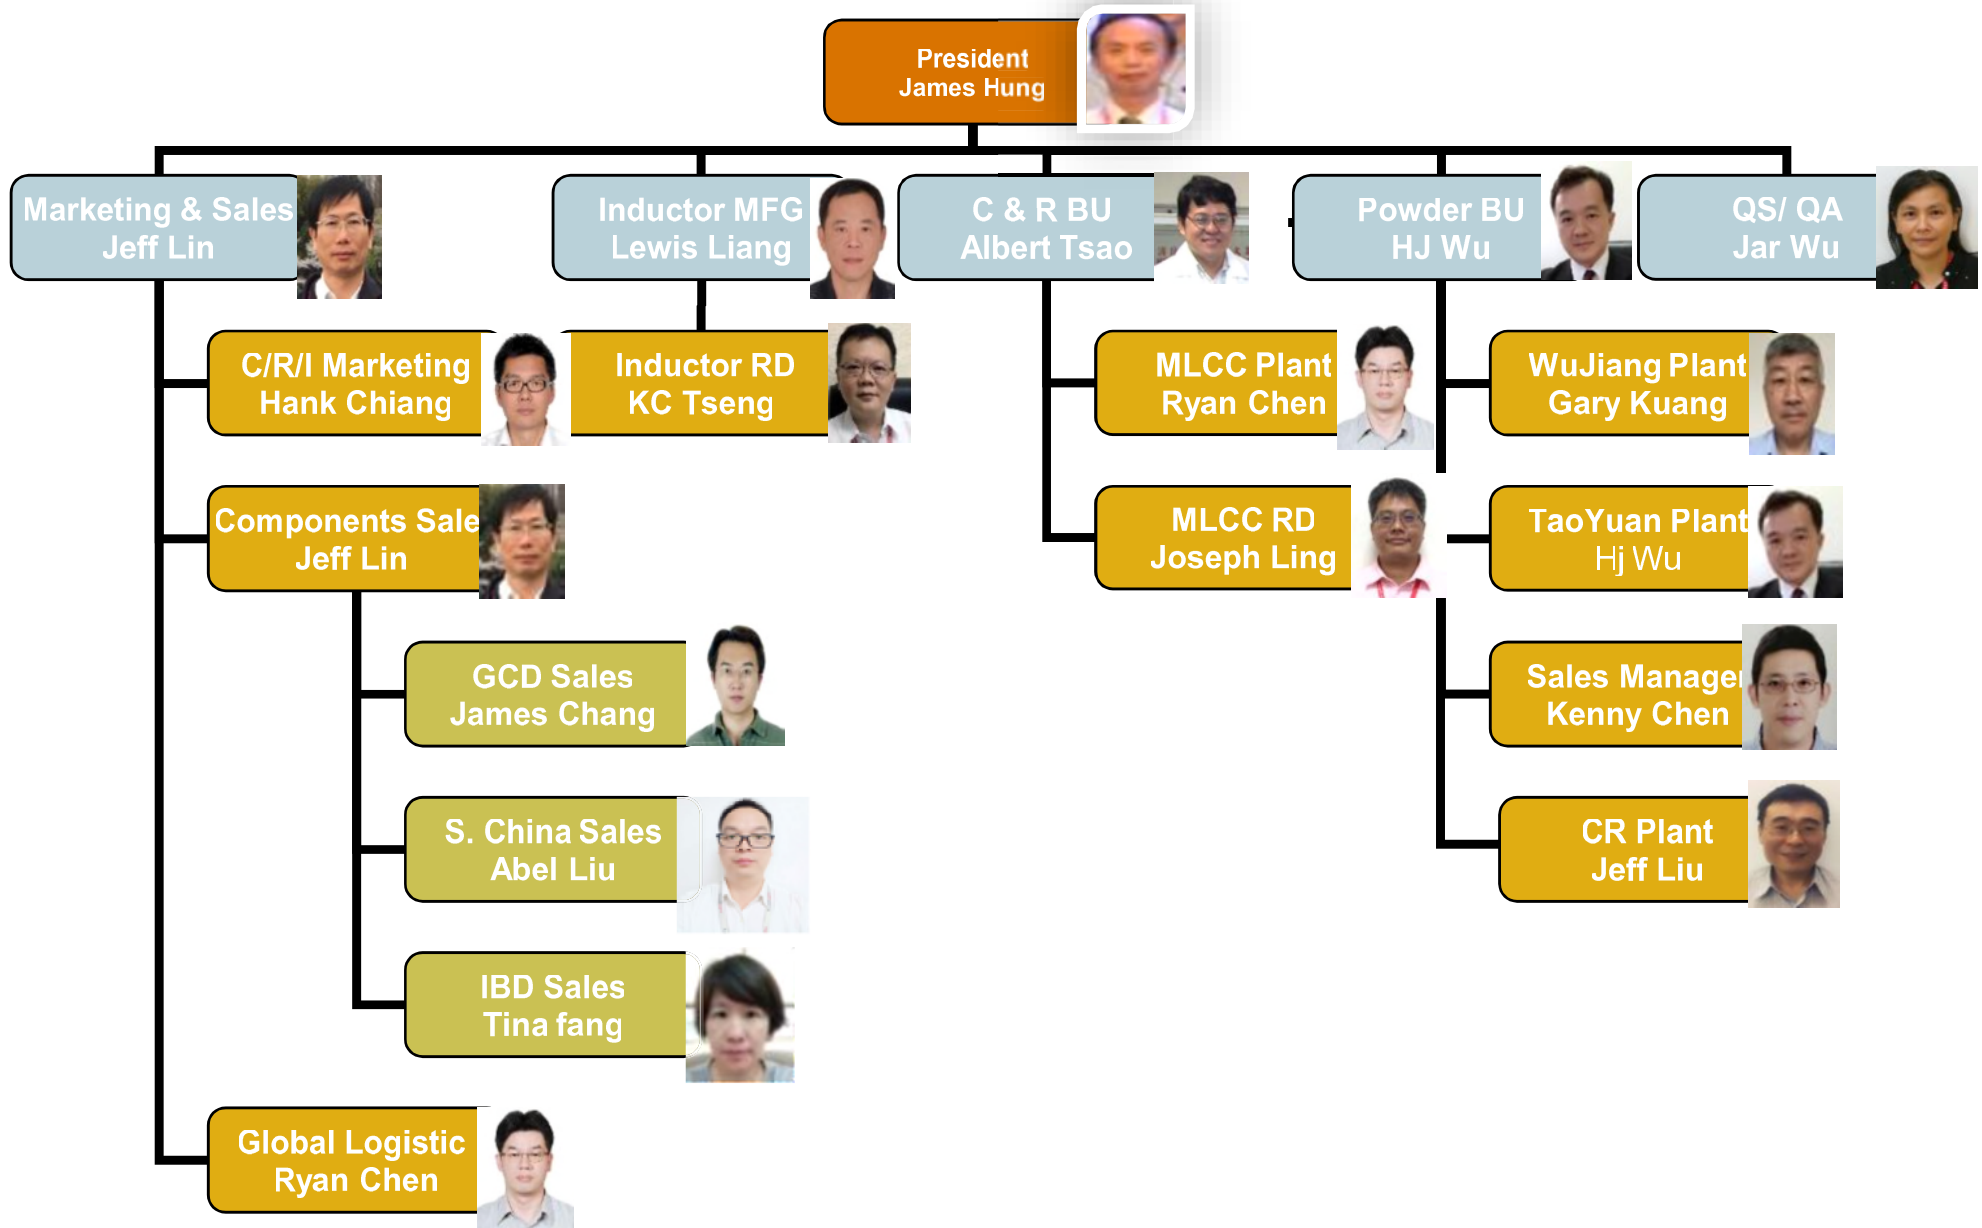 President
James Hung
Marketing & Sales
Jeff Lin
Inductor MFG
Lewis Liang
C & R BU
Albert Tsao
Powder BU
HJ Wu
QS/ QA
Jar Wu
C/R/I Marketing
Hank Chiang
Inductor RD
KC Tseng
MLCC Plant
Ryan Chen
WuJiang Plant
Gary Kuang
Components Sale
Jeff Lin
MLCC RD
Joseph Ling
TaoYuan Plant
Hj Wu
GCD Sales
James Chang
Sales Manager
Kenny Chen
S. China Sales
Abel Liu
CR Plant
Jeff Liu
IBD Sales
Tina fang
Global Logistic
Ryan Chen